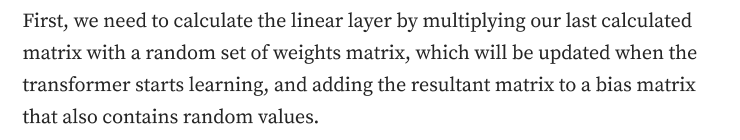 First, we need to calculate the linear layer by multiplying our last calculated
matrix with a random set of weights matrix, which will be updated when the
transformer starts learning, and adding the resultant matrix to a bias matrix
that also contains random values.